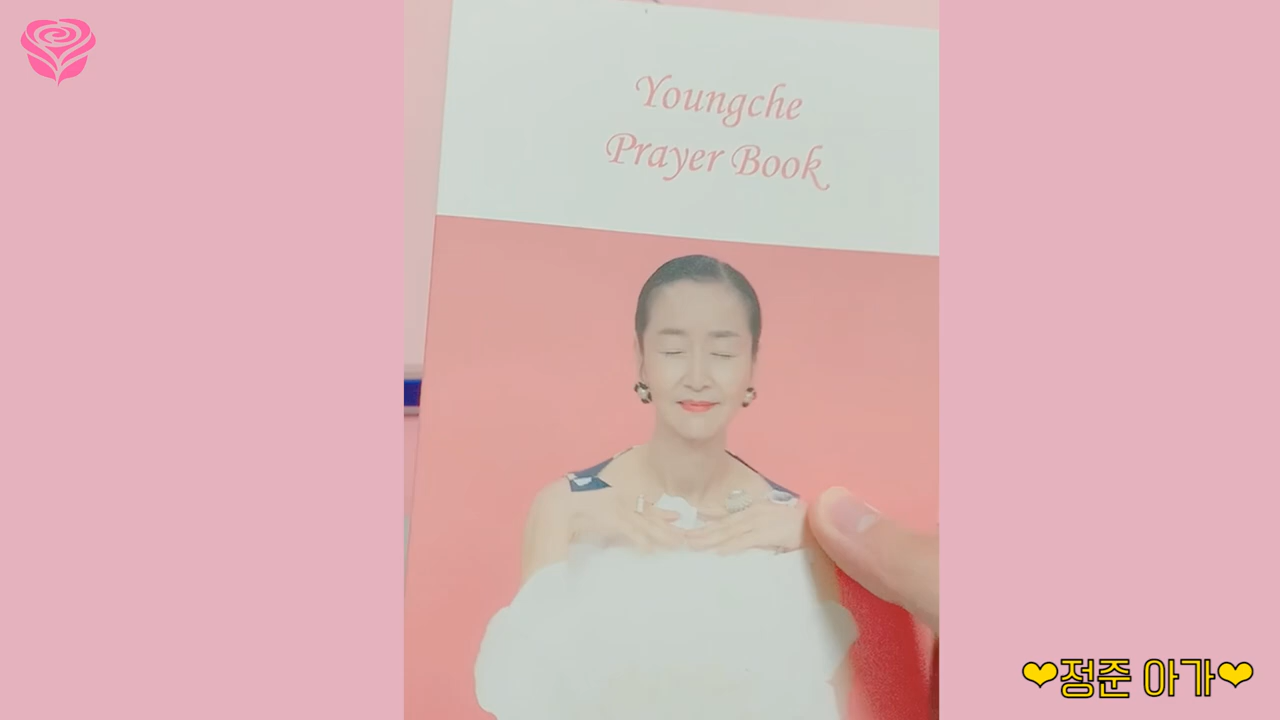 Youngche
Prayer Book
❤정준 아가❤